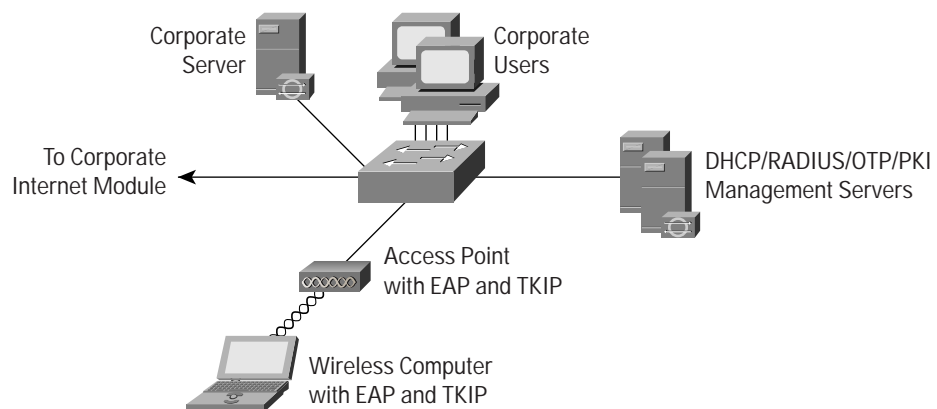 Corporate
Server
Corporate
Users
To Corporate
Internet Module
DHCP/RADIUS/OTP/PKI
Management Servers
Access Point
with EAP and TKIP
Wireless Computer
with EAP and TKIP